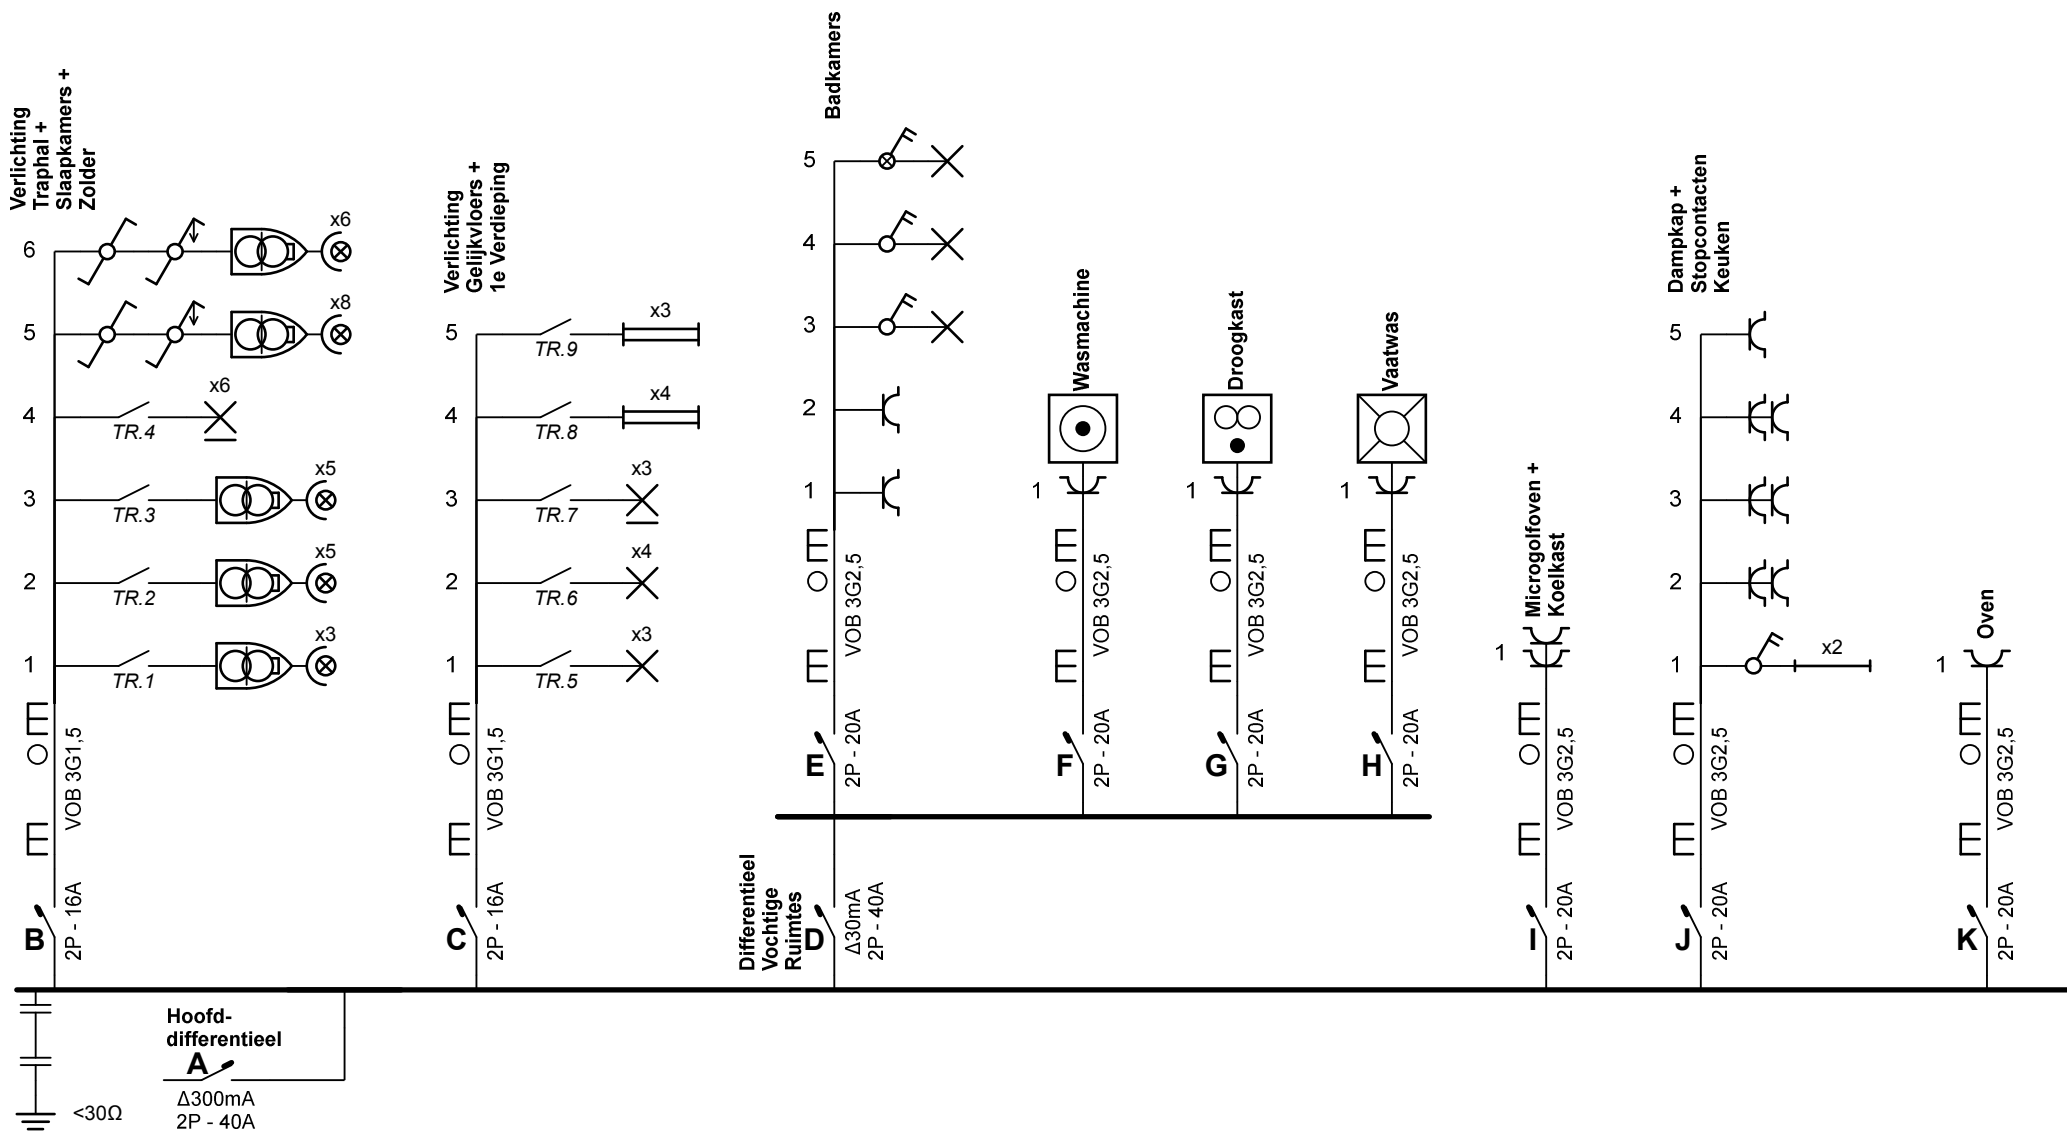 Verlichting
Traphal +
Slaapkamers +
Zolder
6
x6
5
x8
4
TR.4
x6
3
TR.3
x5
2
TR.2
x5
1
TR.1
x3
VOB 3G1,5
B
2P - 16A
Verlichting
Gelijkvloers +
1e Verdieping
5
TR.9
x3
4
TR.8
x4
3
TR.7
x3
2
TR.6
x4
1
TR.5
x3
VOB 3G1,5
C
2P - 16A
Badkamers
5
4
3
2
1
VOB 3G2,5
E
2P - 20A
Wasmachine
1
VOB 3G2,5
F
2P - 20A
Droogkast
1
VOB 3G2,5
G
2P - 20A
Vaatwas
1
VOB 3G2,5
H
2P - 20A
Differentieel
Vochtige
Ruimtes
D
Δ30mA
2P - 40A
Microgolfoven +
Koelkast
1
VOB 3G2,5
I
2P - 20A
Dampkap +
Stopcontacten
Keuken
5
4
3
2
1
x2
VOB 3G2,5
J
2P - 20A
Oven
1
VOB 3G2,5
K
2P - 20A
Hoofd-
differentieel
A
Δ300mA
2P - 40A
<30Ω